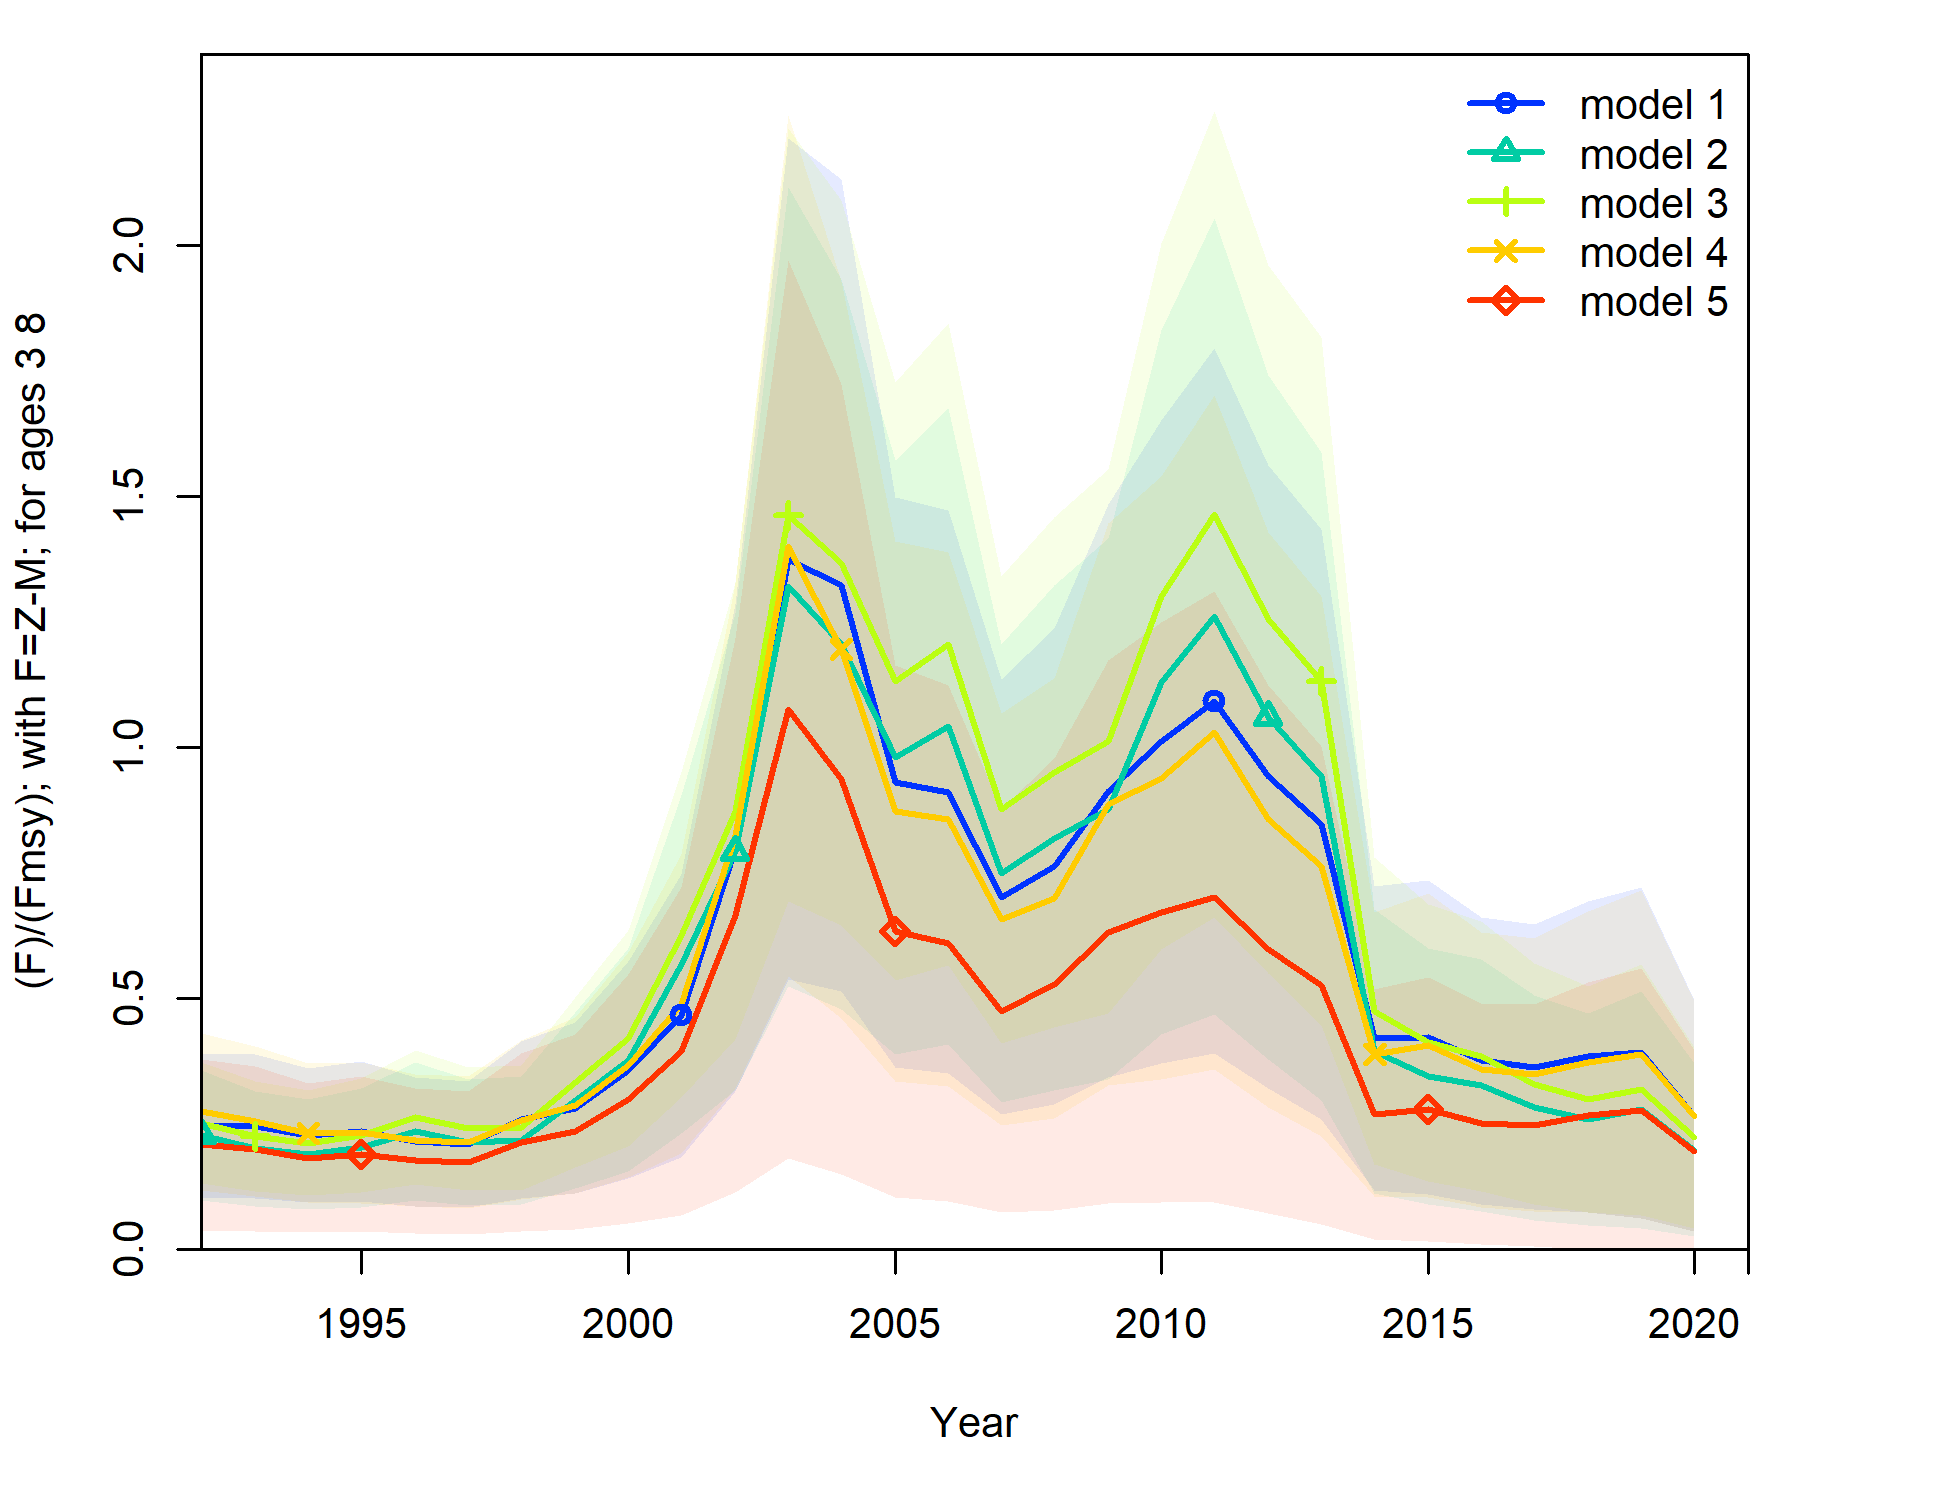 model 1
model 2
model 3
model 4
model 5
(F)/(Fmsy); with F=Z-M; for ages 3 8
2.0
1.5
1.0
0.5
0.0
1995 2000 2005 2010 2015 2020
Year